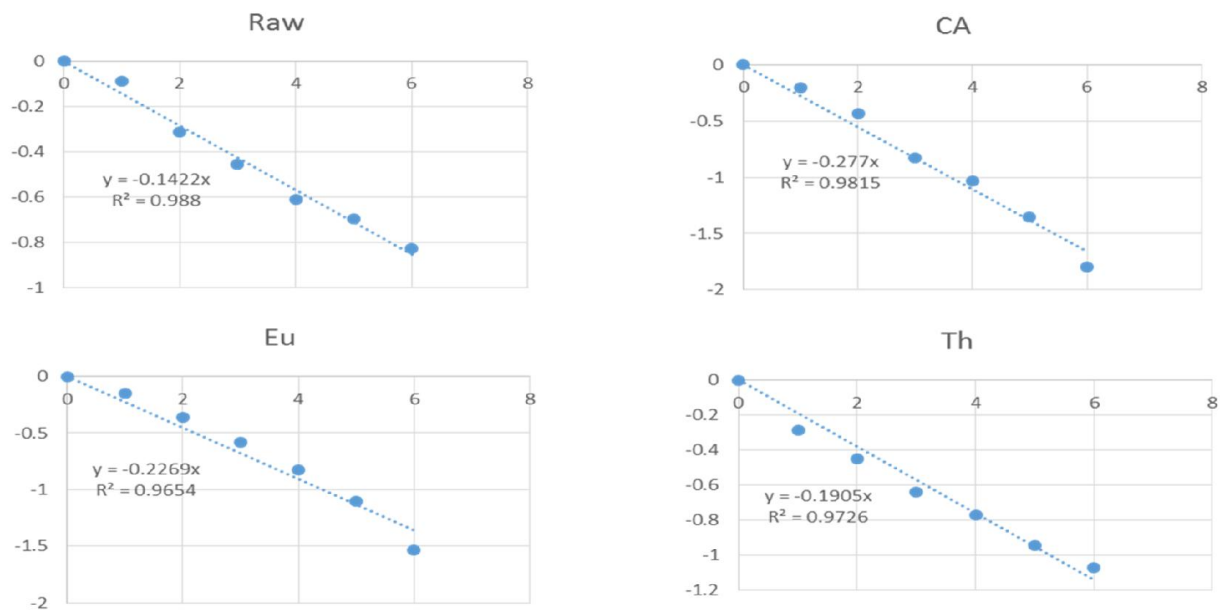 Raw
0
0 2 4 6 8
-0.2
-0.4
y = -0.1422x
R² = 0.988
-0.6
-0.8
-1
CA
0
0 2 4 6 8
-0.5
y = -0.277x
R² = 0.9815
-1
-1.5
-2
Eu
0
0 2 4 6 8
-0.5
y = -0.2269x
R² = 0.9654
-1
-1.5
-2
Th
0
0 2 4 6 8
-0.2
-0.4
-0.6
y = -0.1905x
R² = 0.9726
-0.8
-1
-1.2